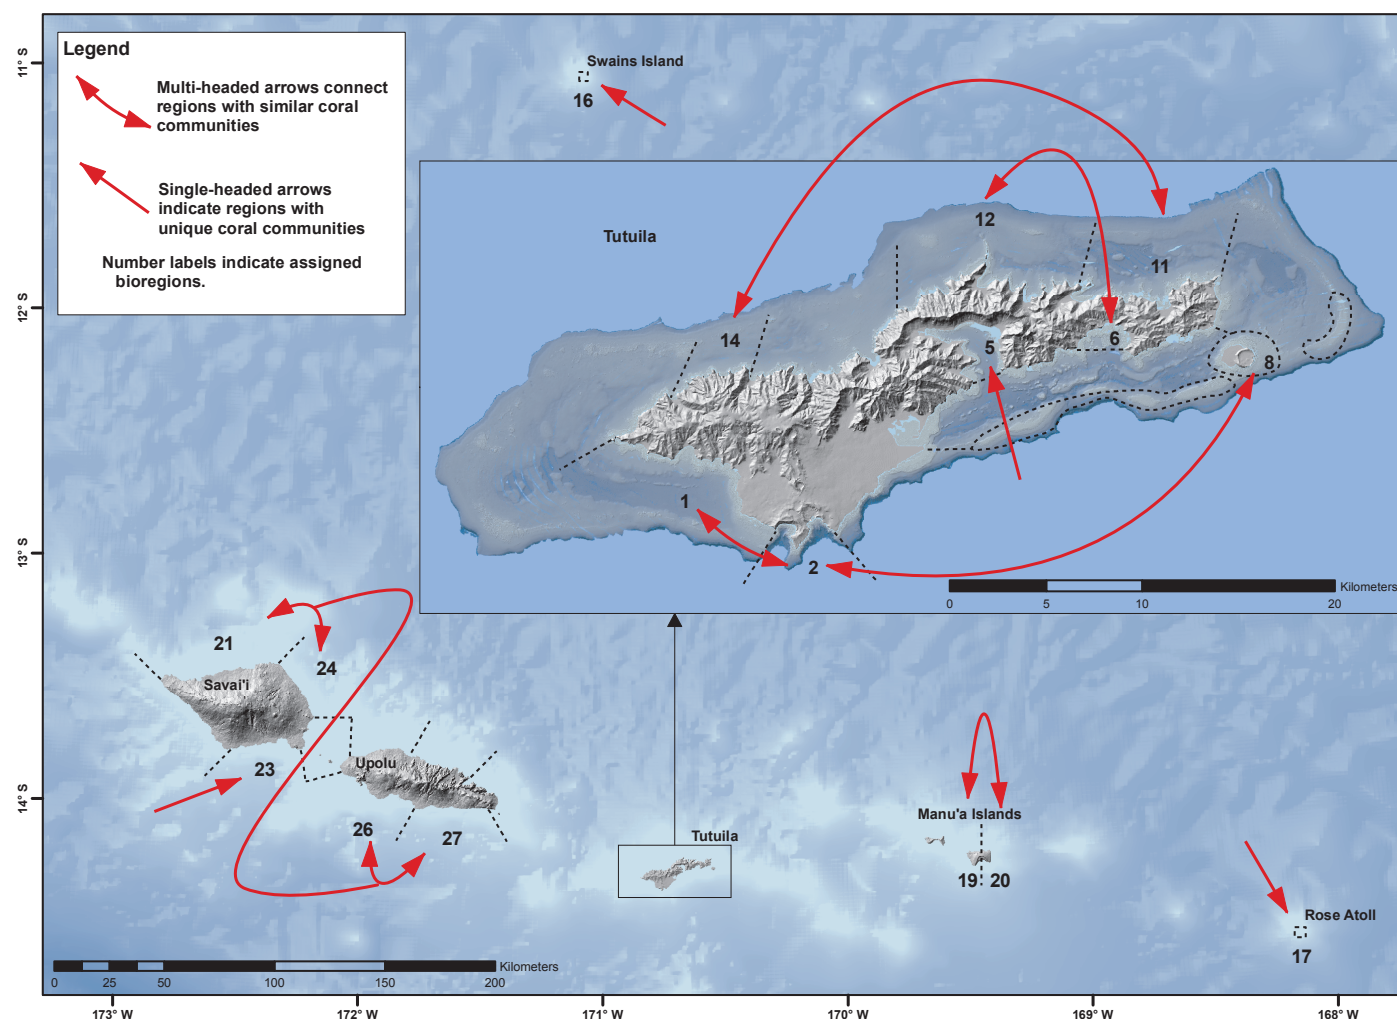 Legend
Multi-headed arrows connect
regions with similar coral
communities
Single-headed arrows
indicate regions with
unique coral communities
Number labels indicate assigned
bioregions.
11° S
12° S
13° S
14° S
Swains Island
16
Tutuila
12
11
14
5
6
8
1
2
0
5
10
20
Kilometers
21
24
Savai'i
23
Upolu
26
27
Tutuila
Manu'a Islands
19
20
Rose Atoll
17
0
25
50
100
150
200
Kilometers
173° W
172° W
171° W
170° W
169° W
168° W